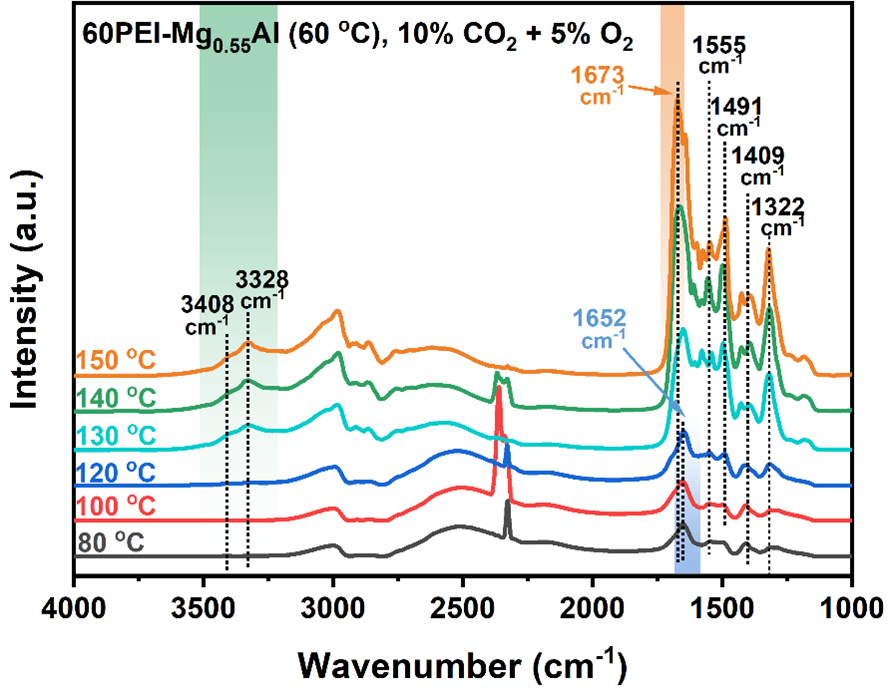 60PEI-Mg0.55Al (60 °C), 10% CO2 + 5% O2
1555
cm-1
1673
cm-1
1491
cm-1
1409
cm-1
1322
cm-1
3408
cm-1
3328
cm-1
1652
cm-1
150 °C
140 °C
130 °C
120 °C
100 °C
80 °C
Intensity (a.u.)
4000 3500 3000 2500 2000 1500 1000
Wavenumber (cm-1)